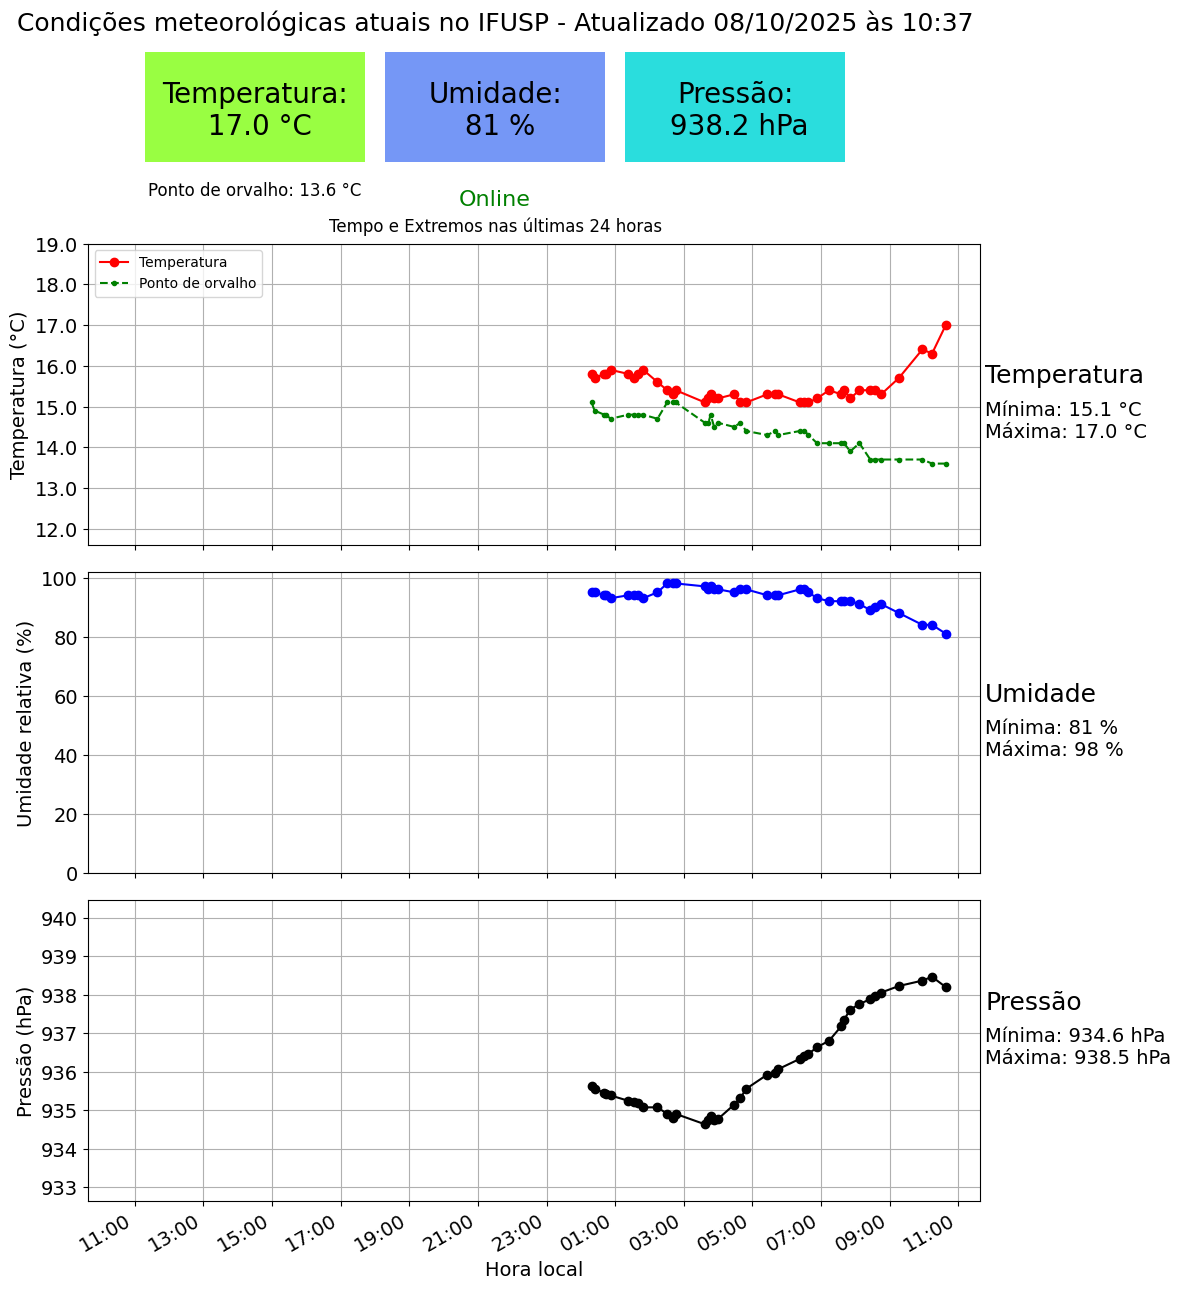 Condições meteorológicas atuais no IFUSP - Atualizado 08/10/2025 às 10:37
Temperatura:
17.0 °C
Umidade:
81 %
Pressão:
938.2 hPa
Ponto de orvalho: 13.6 °C
Online
Tempo e Extremos nas últimas 24 horas
Temperatura (°C)
19.0
18.0
17.0
16.0
15.0
14.0
13.0
12.0
Temperatura
Ponto de orvalho
Temperatura
Mínima: 15.1 °C
Máxima: 17.0 °C
Umidade relativa (%)
100
80
60
40
20
0
Umidade
Mínima: 81 %
Máxima: 98 %
Pressão (hPa)
940
939
938
937
936
935
934
933
Pressão
Mínima: 934.6 hPa
Máxima: 938.5 hPa
11:00 13:00 15:00 17:00 19:00 21:00 23:00 01:00 03:00 05:00 07:00 09:00 11:00
Hora local